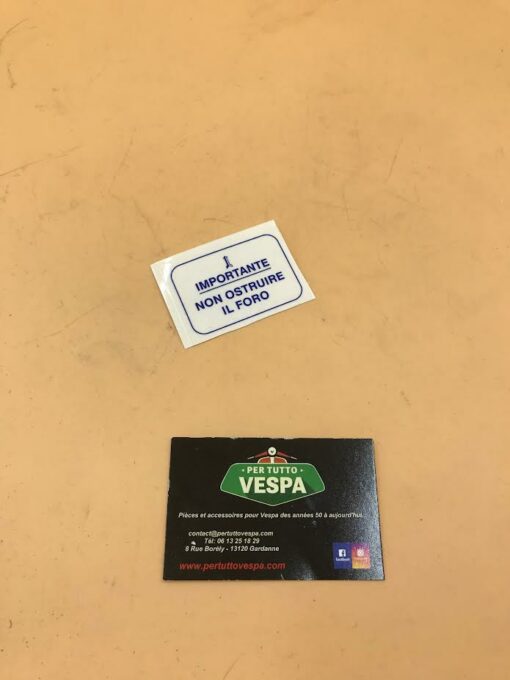 IMPORTANTE
NON OSTRUIRE
IL FORO
· PER TUTTO ·
VESPA
Pièces et accessoires pour Vespa des années 50 à aujourd'hui.
contact@pertuttovespa.com
Tél: 06 13 25 18 29
8 Rue Borély - 13120 Gardanne
www.pertuttovespa.com
facebook